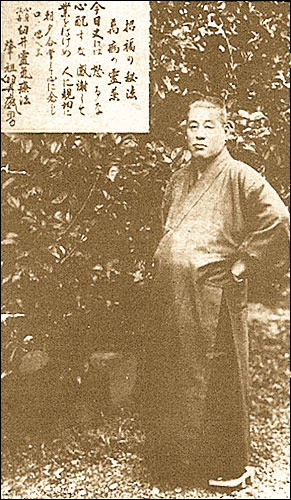 招福の秘法
萬病の霊薬
今日丈けは怒るな
心配すな感謝して
業をはげめ人に親切に
朝夕合掌して心に念じ
口に唱へよ
臼井靈氣療法
肇祖臼井甕男